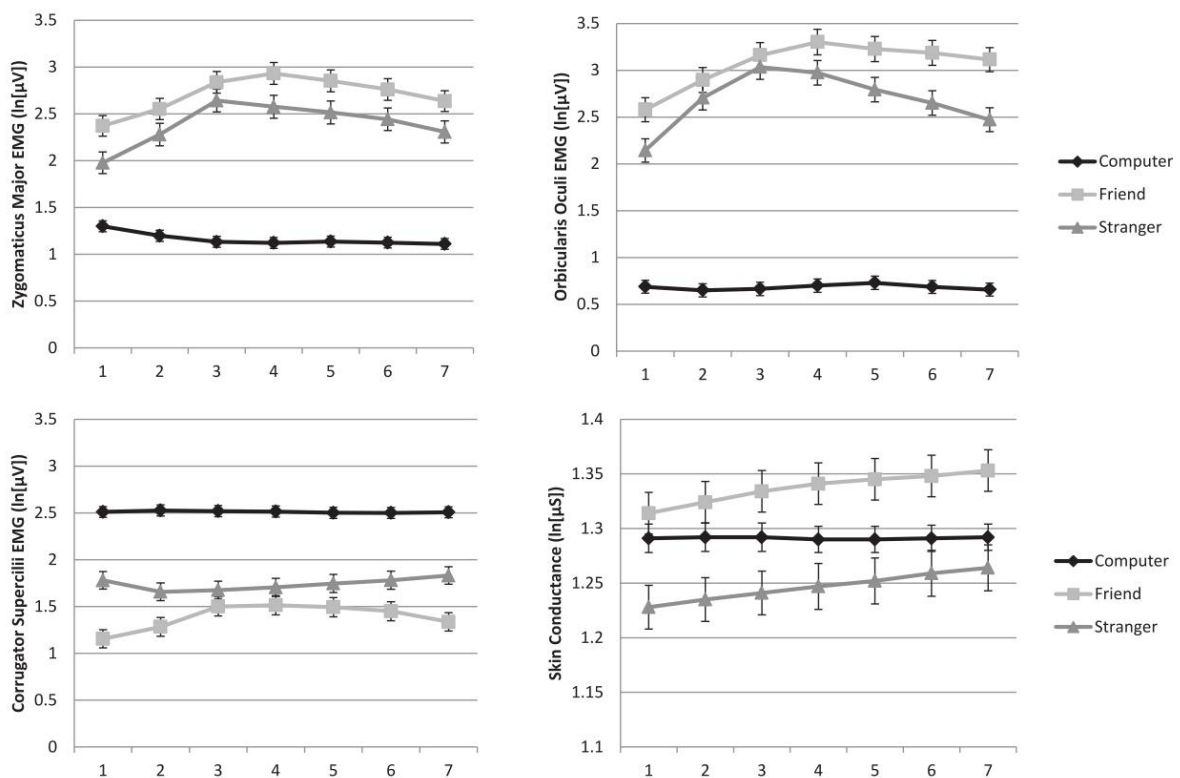 Zygomaticus Major EMG (ln[µV])
3.5
3
2.5
2
1.5
1
0.5
0
1 2 3 4 5 6 7
Orbicularis Oculi EMG (ln[µV])
3.5
3
2.5
2
1.5
1
0.5
0
1 2 3 4 5 6 7
Computer
Friend
Stranger
Corrugator Supercilii EMG (ln[µV])
3.5
3
2.5
2
1.5
1
0.5
0
1 2 3 4 5 6 7
Skin Conductance (ln[µS])
1.4
1.35
1.3
1.25
1.2
1.15
1.1
1 2 3 4 5 6 7
Computer
Friend
Stranger